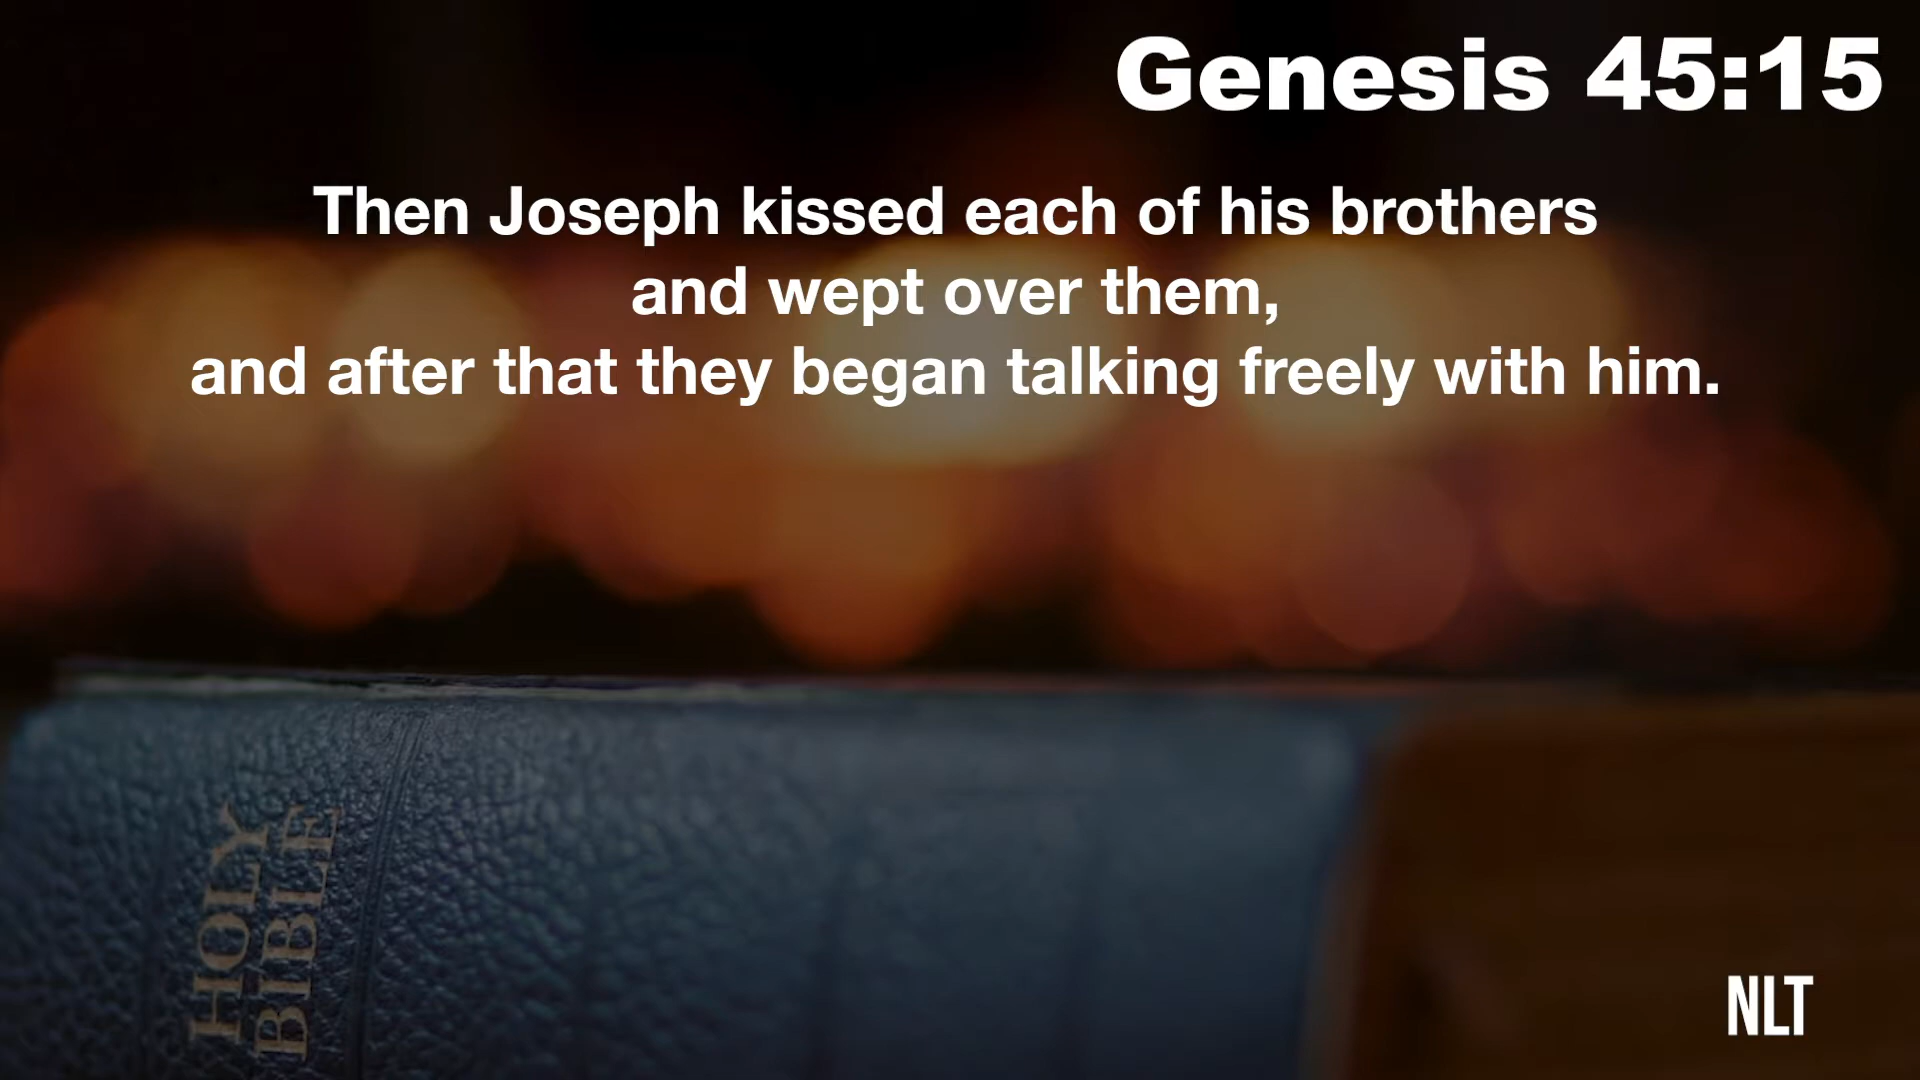 Genesis 45:15
Then Joseph kissed each of his brothers
and wept over them,
and after that they began talking freely with him.
HOLY
BIBLE
NLT